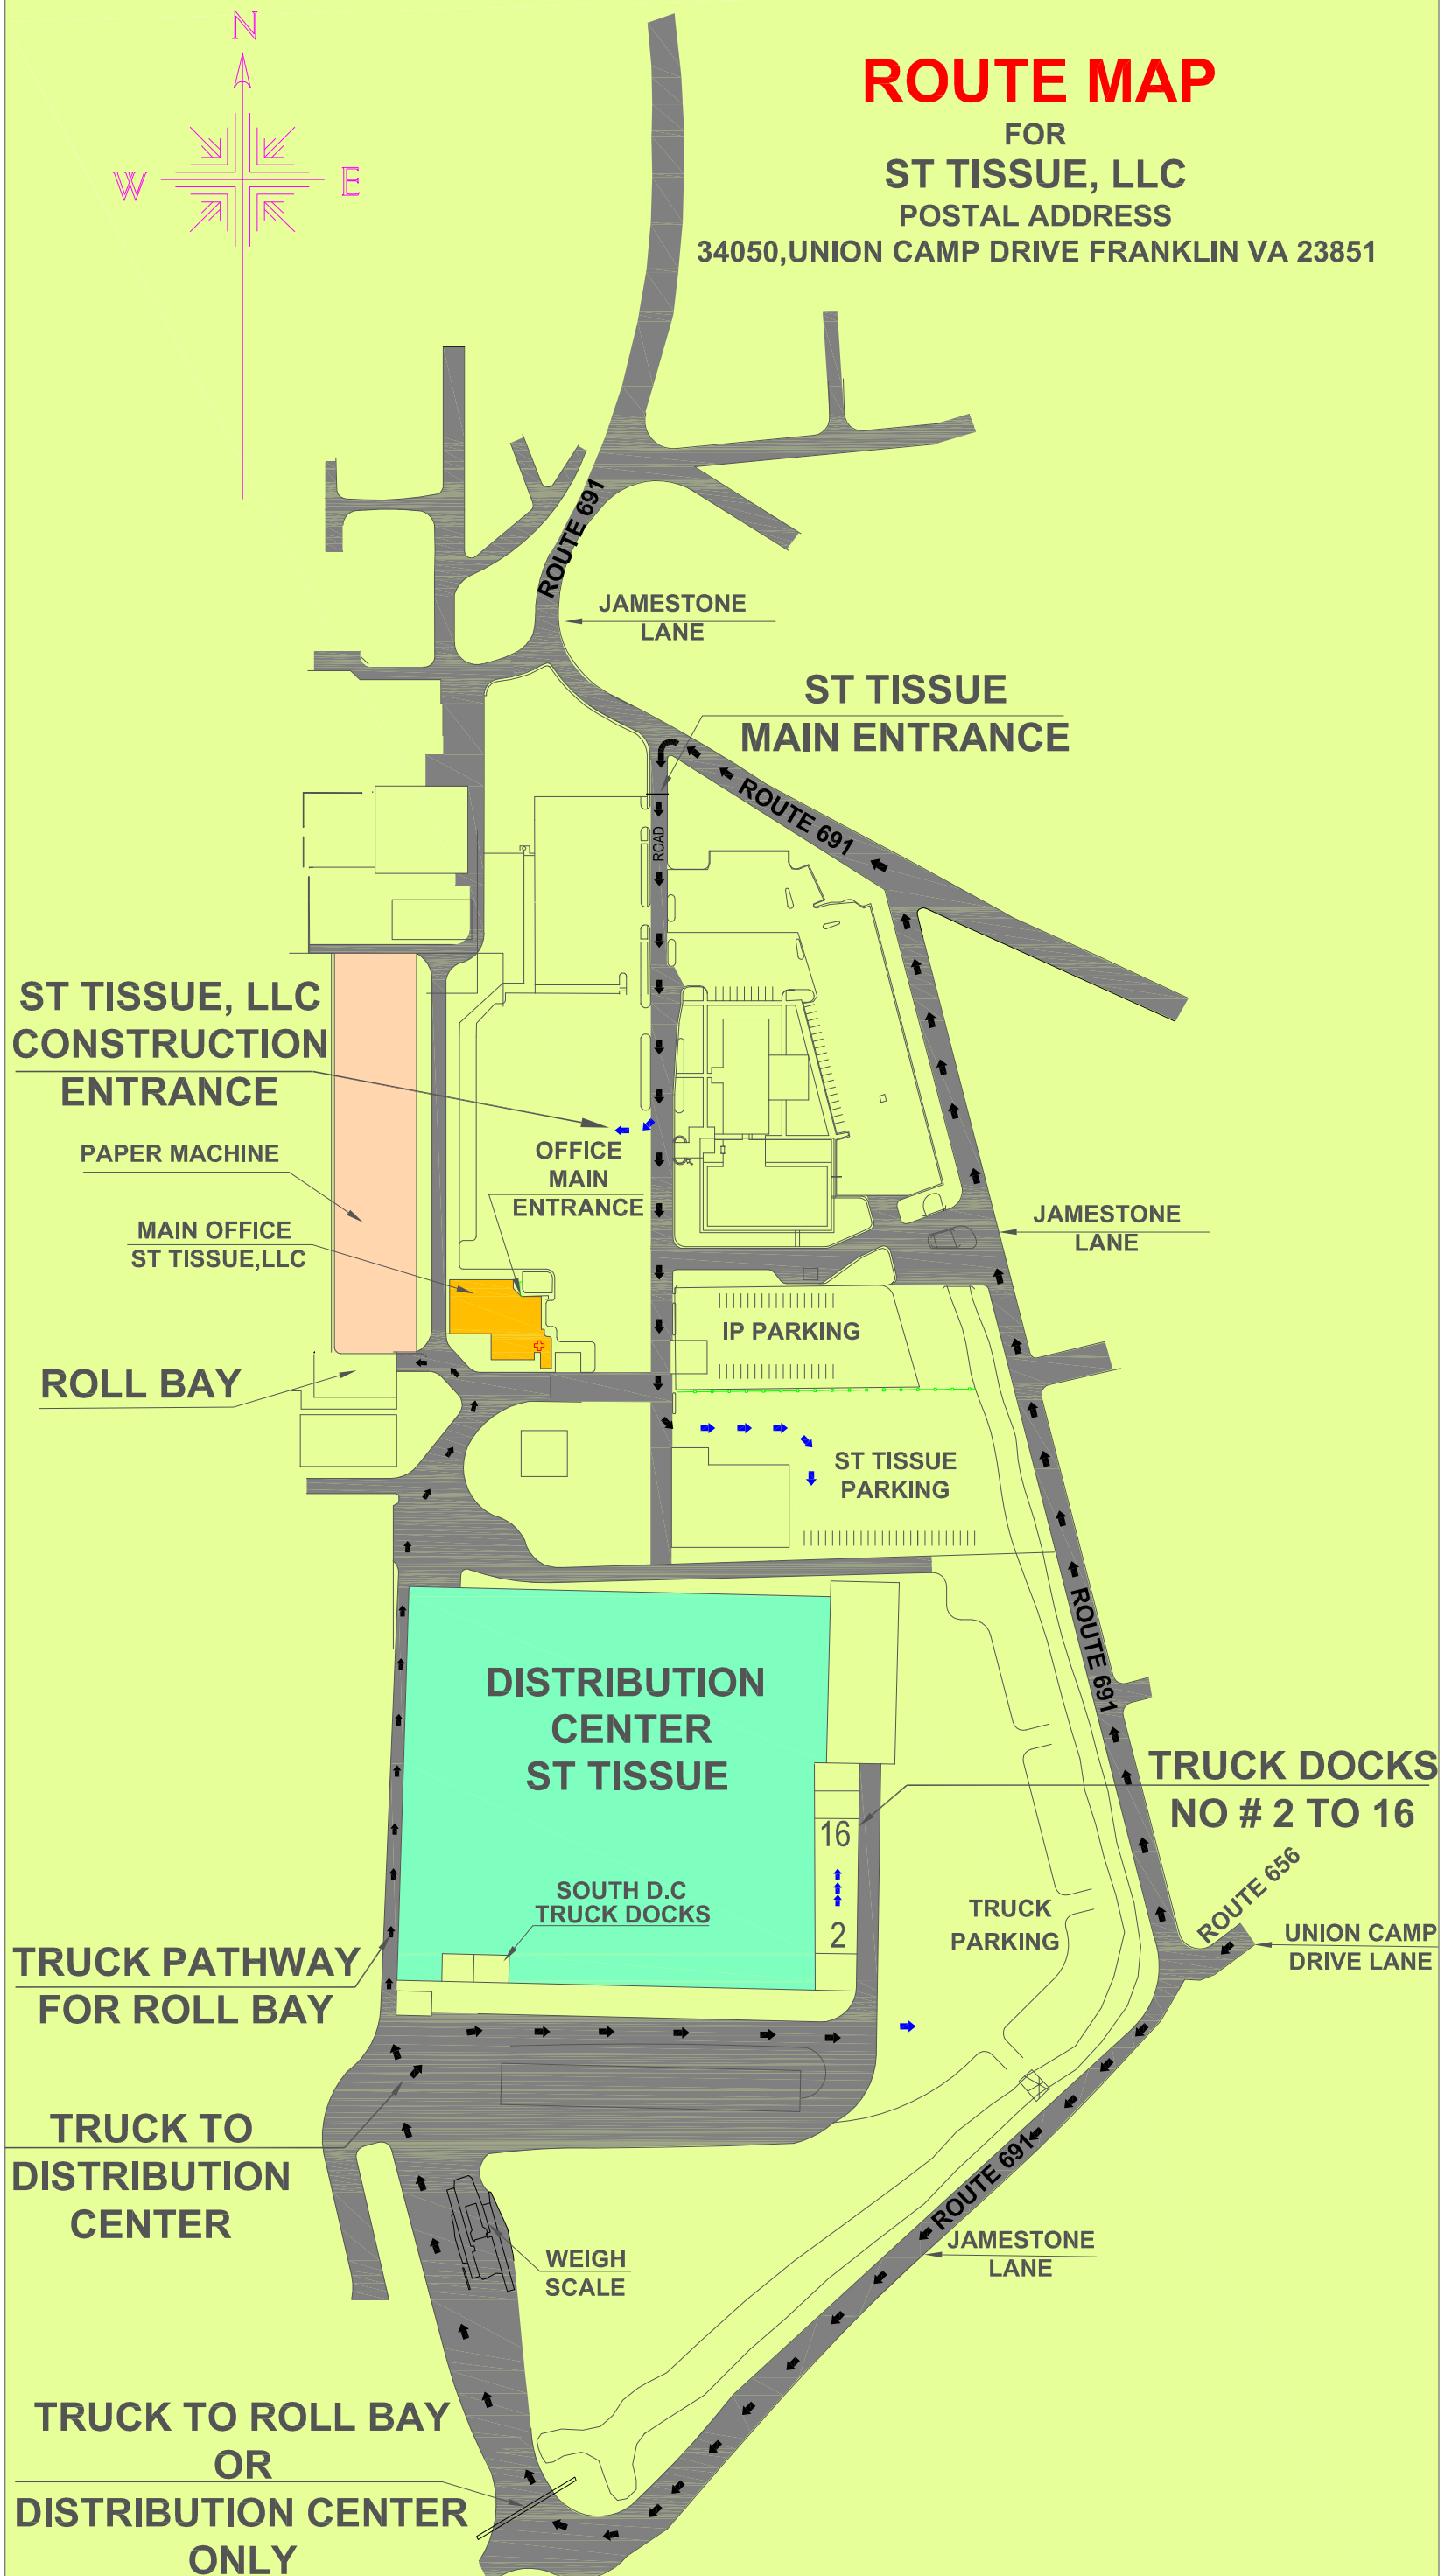 N
W
E
ROUTE MAP
FOR
ST TISSUE, LLC
POSTAL ADDRESS
34050,UNION CAMP DRIVE FRANKLIN VA 23851
ROUTE 691
JAMESTONE
LANE
ST TISSUE
MAIN ENTRANCE
ROUTE 691
ROAD
ST TISSUE, LLC
CONSTRUCTION
ENTRANCE
PAPER MACHINE
OFFICE
MAIN
ENTRANCE
MAIN OFFICE
ST TISSUE,LLC
JAMESTONE
LANE
IP PARKING
ROLL BAY
ST TISSUE
PARKING
ROUTE 691
DISTRIBUTION
CENTER
ST TISSUE
TRUCK DOCKS
NO # 2 TO 16
16
2
SOUTH D.C
TRUCK DOCKS
TRUCK
PARKING
ROUTE 656
UNION CAMP
DRIVE LANE
TRUCK PATHWAY
FOR ROLL BAY
TRUCK TO
DISTRIBUTION
CENTER
ROUTE 691
JAMESTONE
LANE
WEIGH
SCALE
TRUCK TO ROLL BAY
OR
DISTRIBUTION CENTER
ONLY